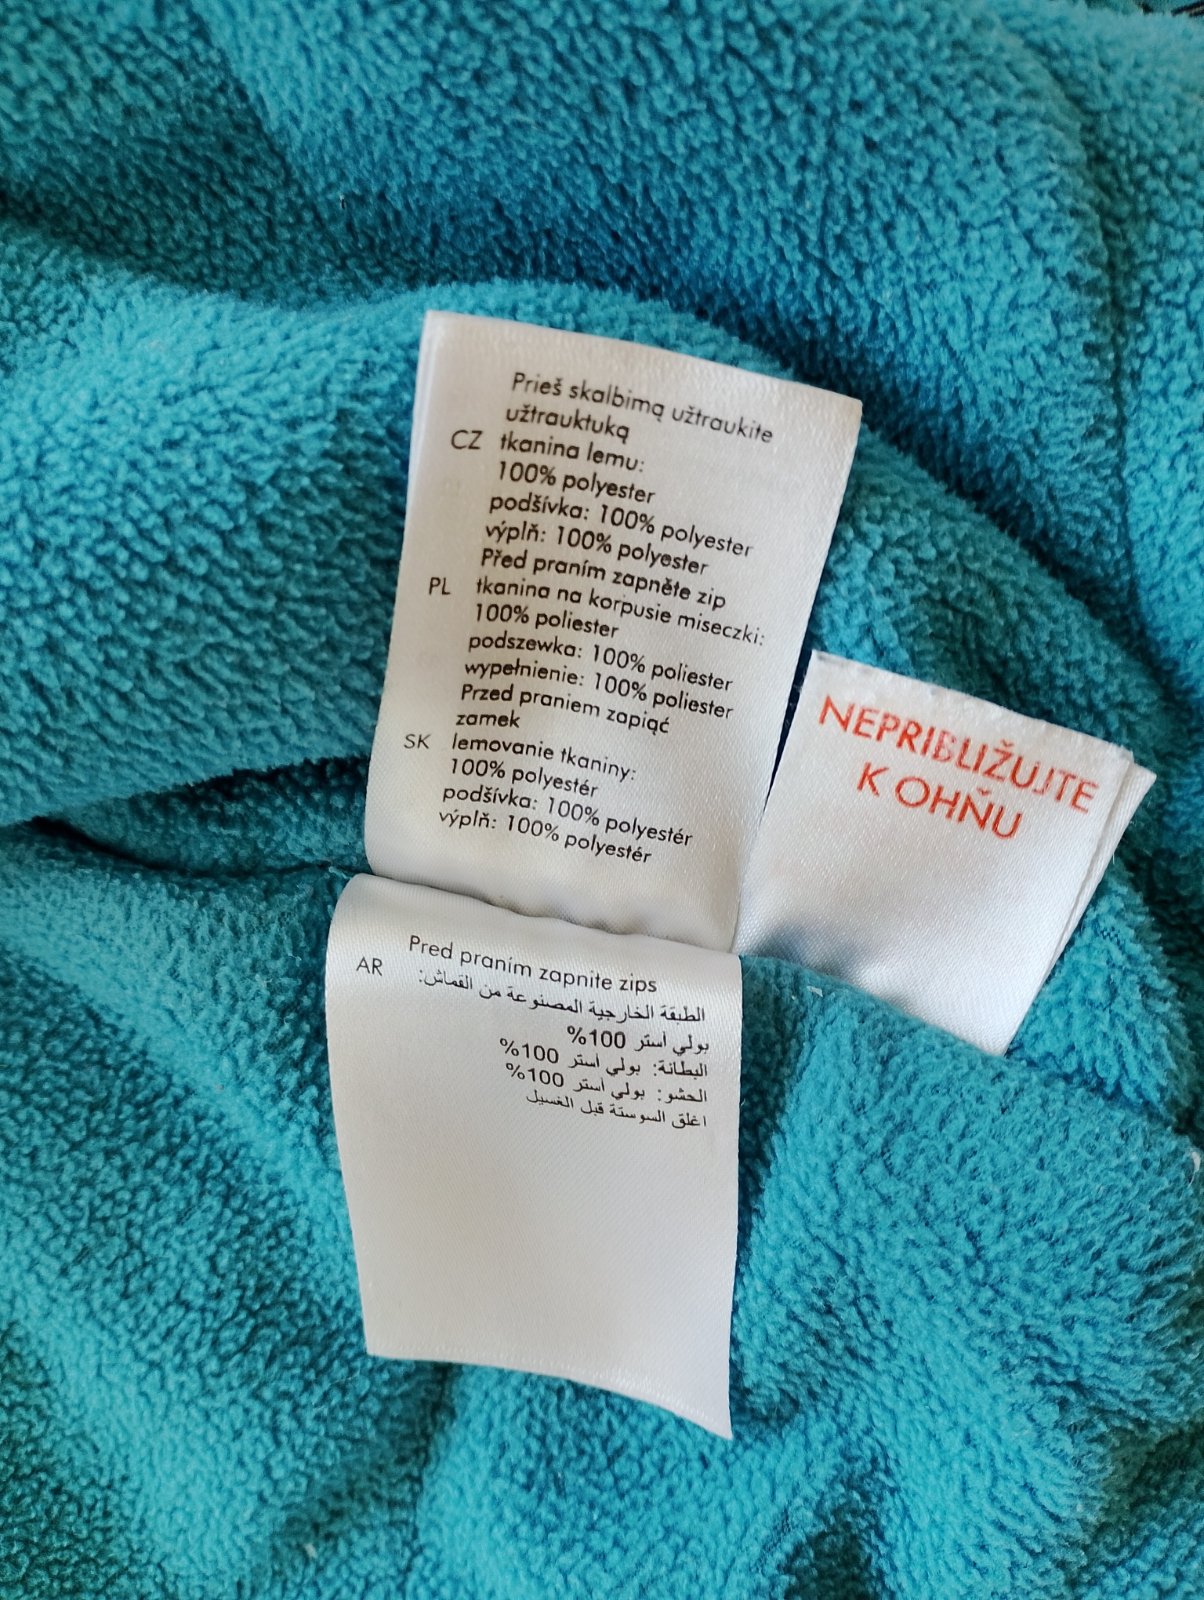 Prieš skalbimą užtraukite
užtrauktuką
CZ tkanina lemu:
100% polyester
podšívka: 100% polyester
výplň: 100% polyester
Před praním zapněte zip
PL tkanina na korpusie miseczki:
100% poliester
podszewka: 100% poliester
wypełnienie: 100% poliester
Przed praniem zapiąć
zamek
SK lemovanie tkaniny:
100% polyestér
podšívka: 100% polyestér
výplň: 100% polyestér
Pred praním zapnite zips
AR الطبقة الخارجية المصنوعة من القماش:
بولي أستر 100%
البطانة: بولي أستر 100%
الحشو: بولي أستر 100%
اغلق السوستة قبل الغسيل
NEPRIBLIŽUJTE
K OHŇU